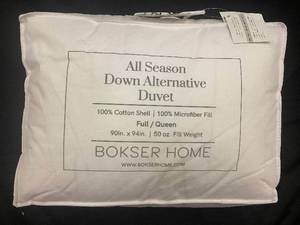 All Season
Down Alternative
Duvet
100% Cotton Shell | 100% Microfiber Fill
Full / Queen
90in. x 94in. | 50 oz. Fill Weight
BOKSER HOME
WWW.BOKSERHOME.COM